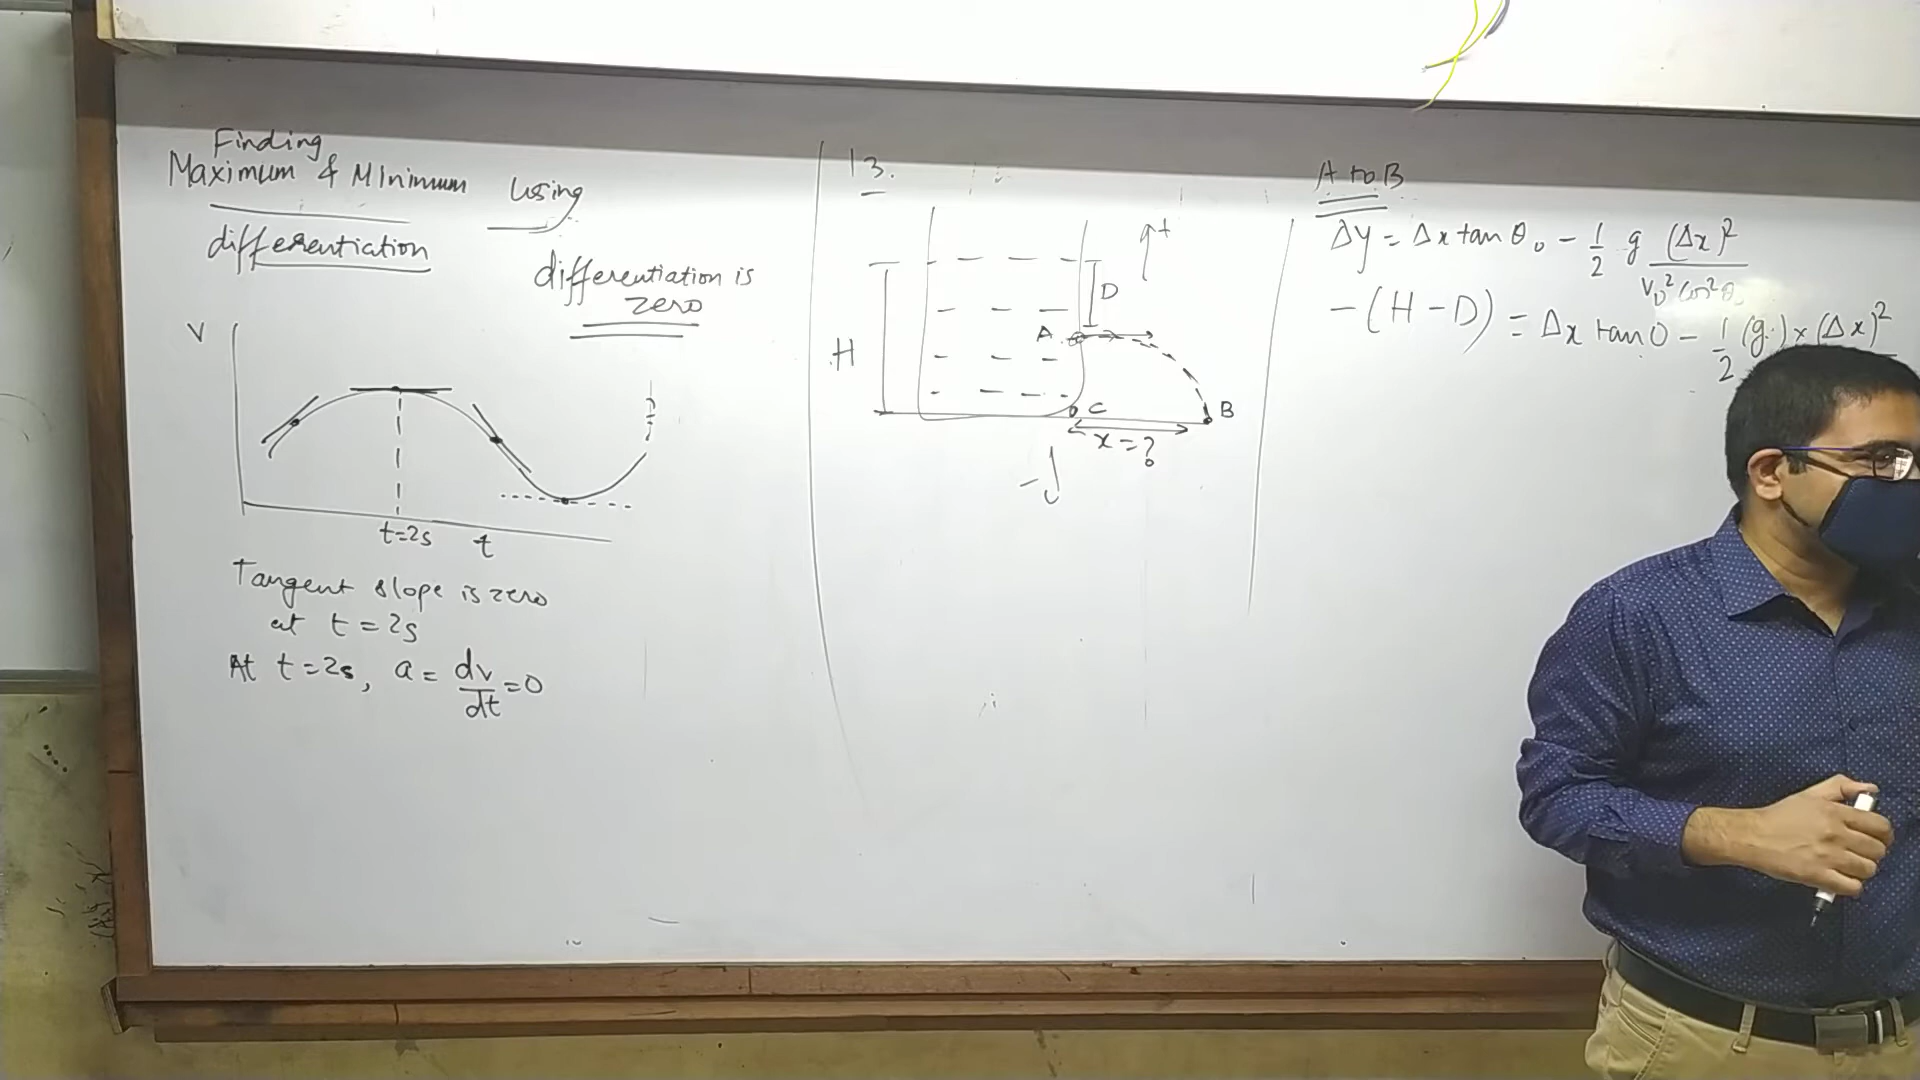 Finding
Maximum & Minimum using
differentiation
differentiation is
zero
V
t=2s t
Tangent slope is zero
at t = 2s
At t=2s, a = dv/dt = 0
13.
+
D
A
H
C
B
x = ?
-
A to B
Δy = Δx tan θ₀ - 1/2 g (Δx)²/v₀² cos² θ₀
-(H - D) = Δx tan 0 - 1/2 (g) × (Δx)²